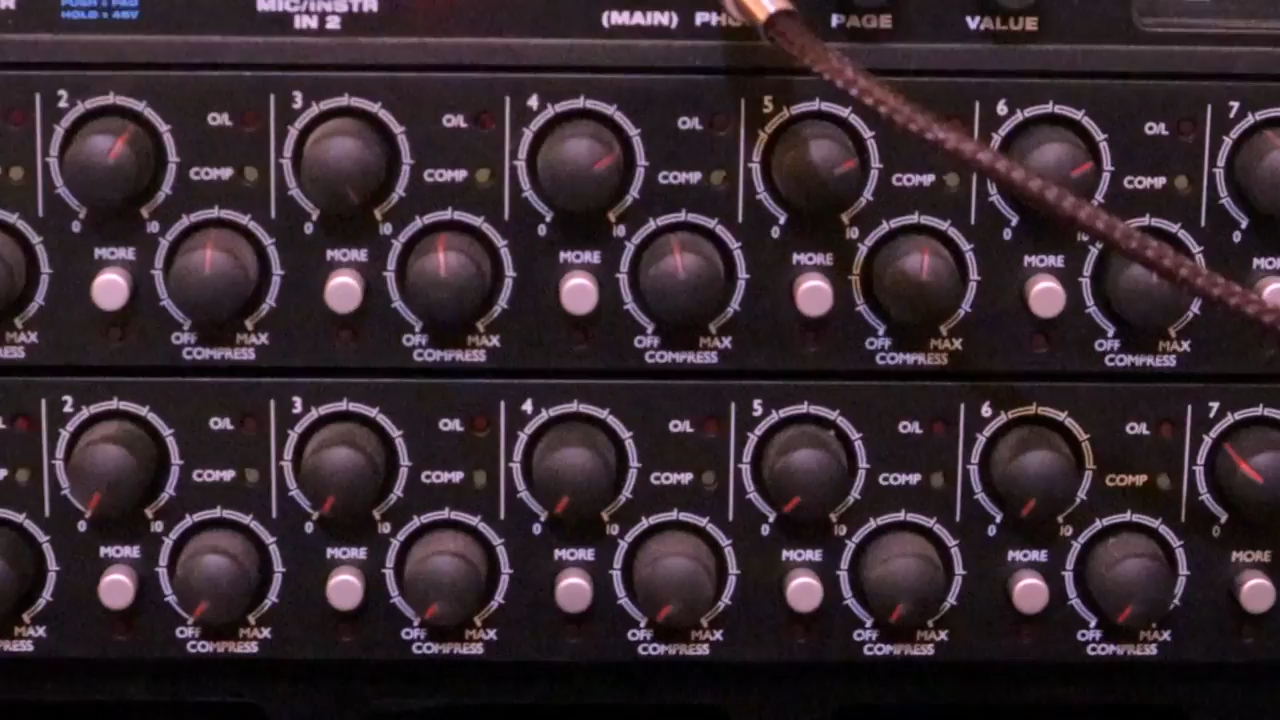 PUSH = PAD
HOLD = 48V
MIC/INSTR
IN 2
(MAIN)
PAGE
VALUE
2 O/L 3 O/L 4 O/L 5 6 O/L 7
COMP COMP COMP COMP COMP
0 10 0 10 0 10 0 10 0 0
MORE MORE MORE MORE MORE
MAX OFF MAX OFF MAX OFF MAX OFF MAX OFF MAX
COMPRESS COMPRESS COMPRESS COMPRESS COMPRESS
2 O/L 3 O/L 4 O/L 5 O/L 6 O/L 7
COMP COMP COMP COMP COMP
0 10 0 10 0 10 0 10 0 10 0
MORE MORE MORE MORE MORE MORE
MAX OFF MAX OFF MAX OFF MAX OFF MAX OFF MAX
COMPRESS COMPRESS COMPRESS COMPRESS COMPRESS